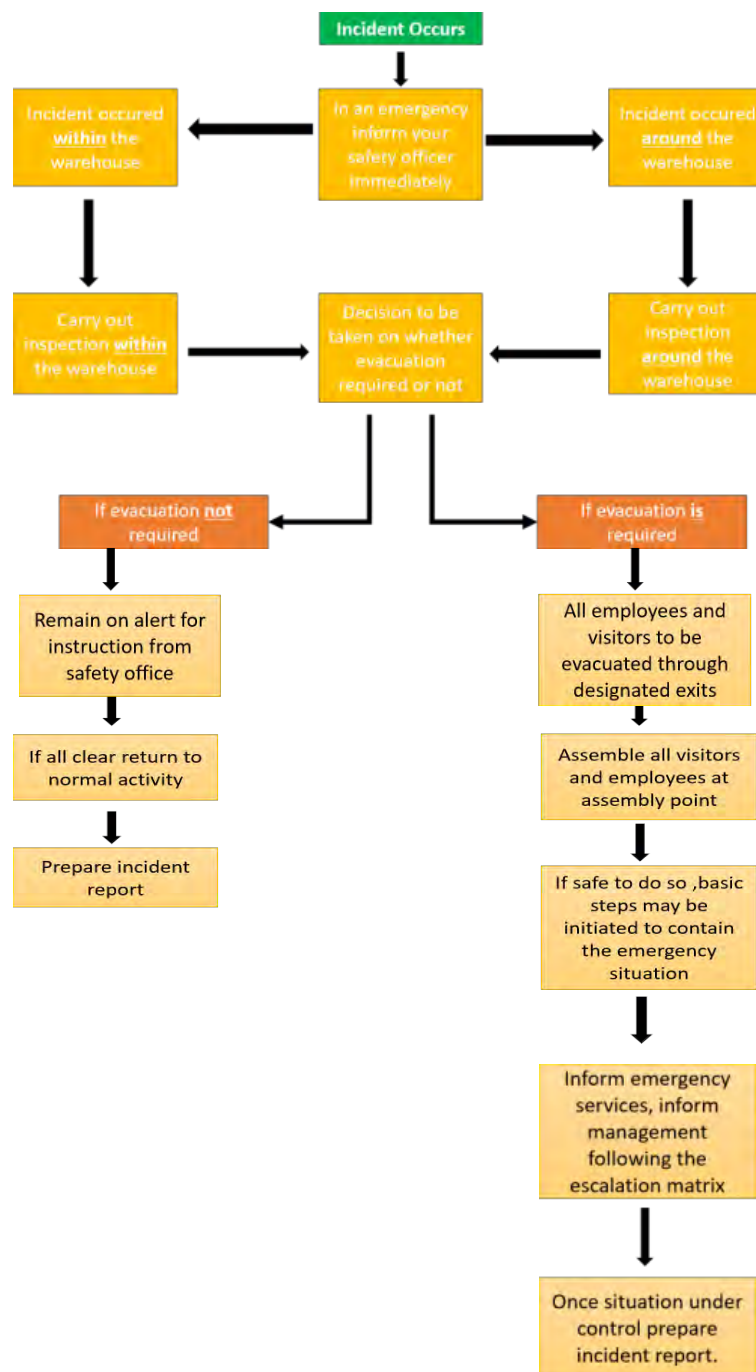 Incident Occurs
Incident occured
within the
warehouse
In an emergency
inform your
safety officer
immediately
Incident occured
around the
warehouse
Carry out
inspection within
the warehouse
Decision to be
taken on whether
evacuation
required or not
Carry out
inspection
around the
warehouse
If evacuation not
required
If evacuation is
required
Remain on alert for
instruction from
safety office
If all clear return to
normal activity
Prepare incident
report
All employees and
visitors to be
evacuated through
designated exits
Assemble all visitors
and employees at
assembly point
If safe to do so ,basic
steps may be
initiated to contain
the emergency
situation
Inform emergency
services, inform
management
following the
escalation matrix
Once situation under
control prepare
incident report.